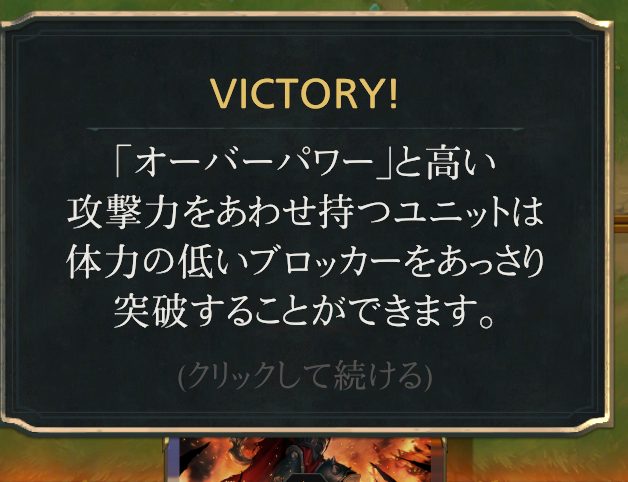 VICTORY!
「オーバーパワー」と高い
攻撃力をあわせ持つユニットは
体力の低いブロッカーをあっさり
突破することができます。
(クリックして続ける)